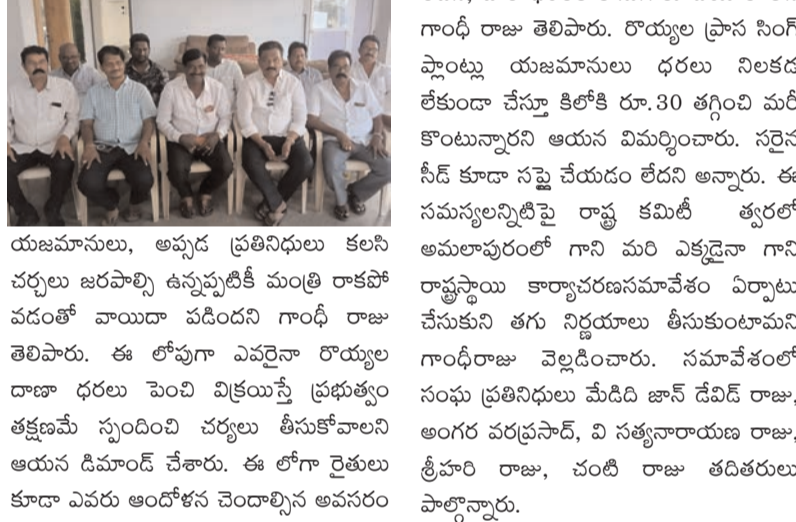 యజమానులు, అప్సడ ప్రతినిధులు కలసి
చర్చలు జరపాల్సి ఉన్నప్పటికీ మంత్రి రాకపో
వడంతో వాయిదా పడిందని గాంధీ రాజు
తెలిపారు. ఈ లోపుగా ఎవరైనా రొయ్యల
దాణా ధరలు పెంచి విక్రయిస్తే ప్రభుత్వం
తక్షణమే స్పందించి చర్యలు తీసుకోవాలని
ఆయన డిమాండ్ చేశారు. ఈ లోగా రైతులు
కూడా ఎవరు ఆందోళన చెందాల్సిన అవసరం
గాంధీ రాజు తెలిపారు. రొయ్యల ప్రాస సింగ్
ప్లాంట్లు యజమానులు ధరలు నిలకడ
లేకుండా చేస్తూ కిలోకి రూ.30 తగ్గించి మరీ
కొంటున్నారని ఆయన విమర్శించారు. సరైన
సీడ్ కూడా సప్లై చేయడం లేదని అన్నారు. ఈ
సమస్యలన్నిటిపై రాష్ట్ర కమిటీ త్వరలో
అమలాపురంలో గాని మరి ఎక్కడైనా గాని
రాష్ట్రస్థాయి కార్యాచరణసమావేశం ఏర్పాటు
చేసుకుని తగు నిర్ణయాలు తీసుకుంటామని
గాంధీరాజు వెల్లడించారు. సమావేశంలో
సంఘ ప్రతినిధులు మేడిది జాన్ డేవిడ్ రాజు,
అంగర వరప్రసాద్, వి సత్యనారాయణ రాజు,
శ్రీహరి రాజు, చంటి రాజు తదితరులు
పాల్గొన్నారు.